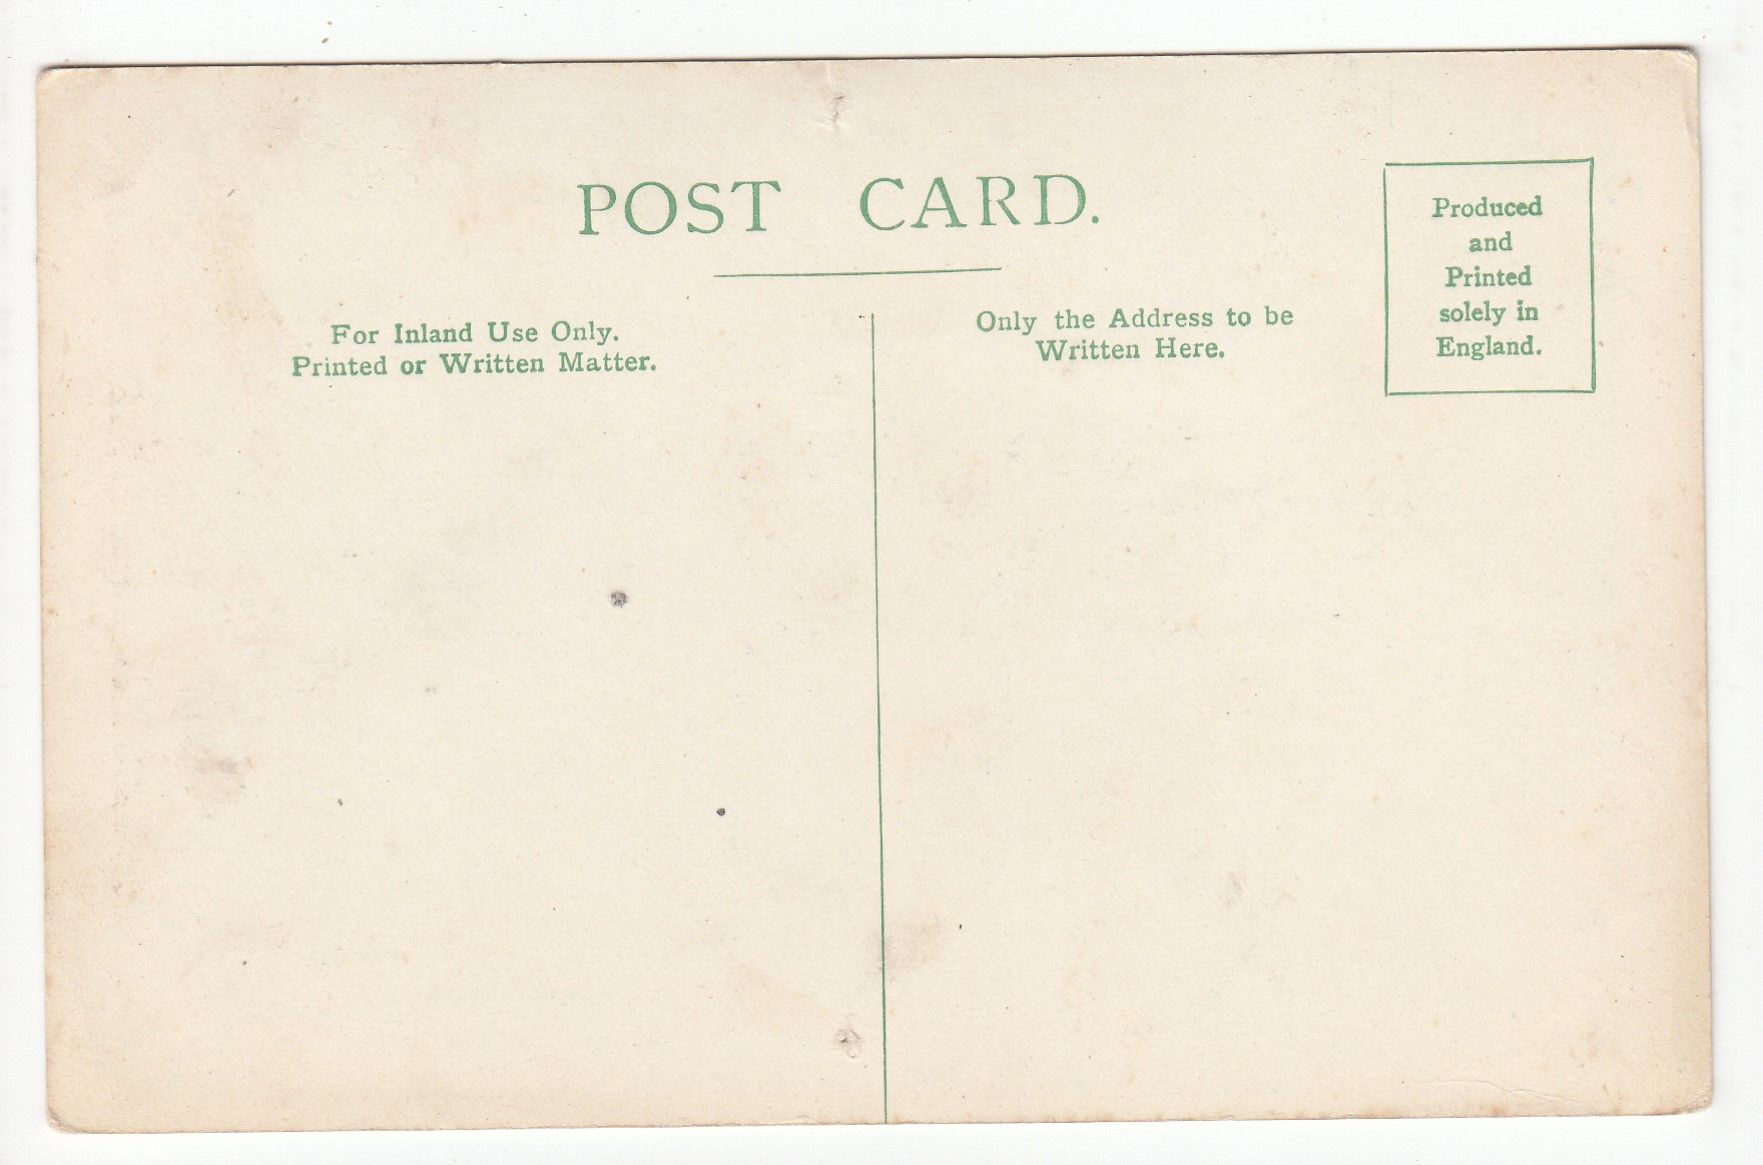 POST CARD.
For Inland Use Only.
Printed or Written Matter.
Only the Address to be
Written Here.
Produced
and
Printed
solely in
England.